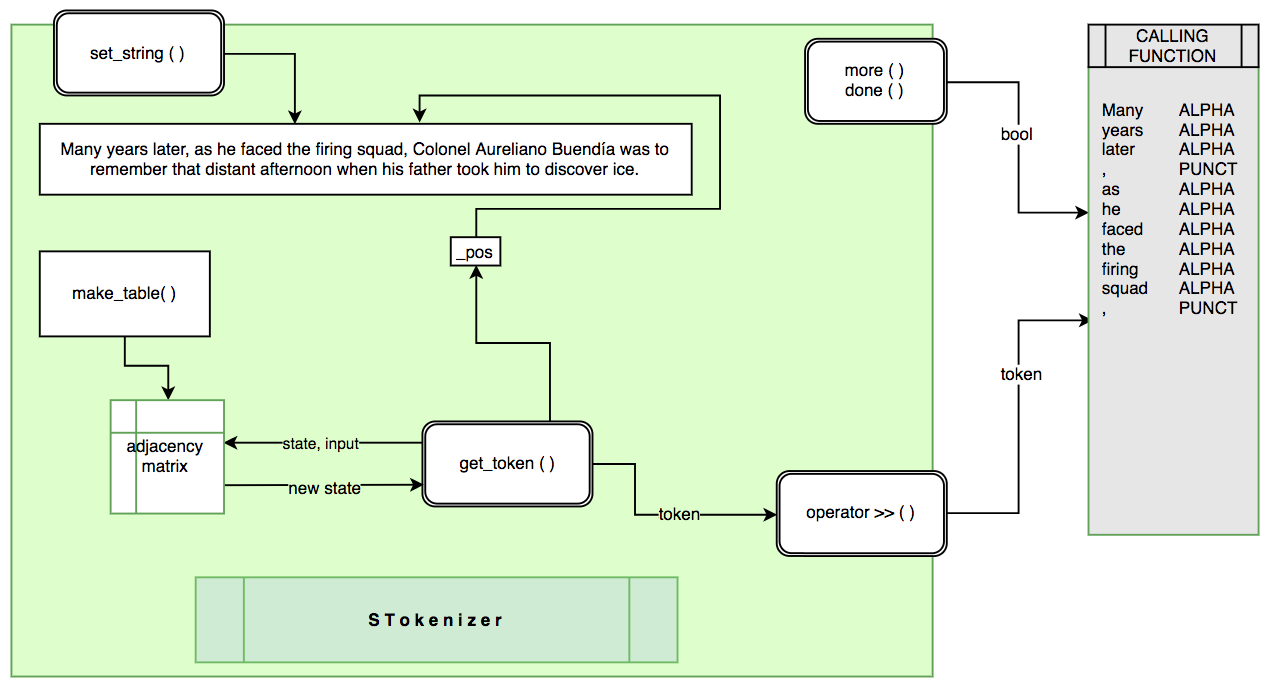 set_string ( )
more ( )
done ( )
CALLING
FUNCTION
bool
Many ALPHA
years ALPHA
later ALPHA
, PUNCT
as ALPHA
he ALPHA
faced ALPHA
the ALPHA
firing ALPHA
squad ALPHA
, PUNCT
Many years later, as he faced the firing squad, Colonel Aureliano Buendía was to
remember that distant afternoon when his father took him to discover ice.
_pos
make_table( )
token
adjacency
matrix
state, input
new state
get_token ( )
token
operator >> ( )
S T o k e n i z e r